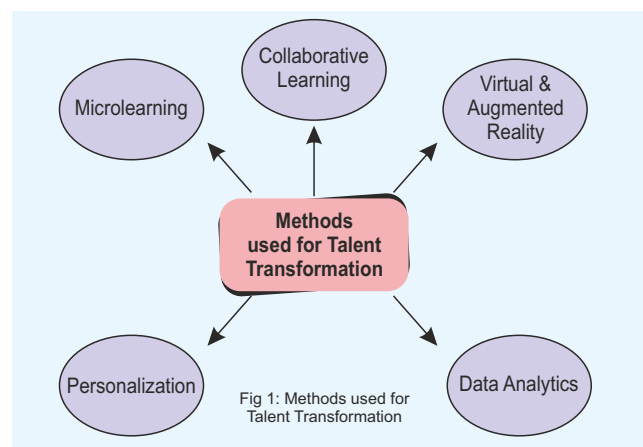 Collaborative
Learning
Microlearning
Virtual &
Augmented
Reality
Methods
used for Talent
Transformation
Personalization
Data Analytics
Fig 1: Methods used for
Talent Transformation